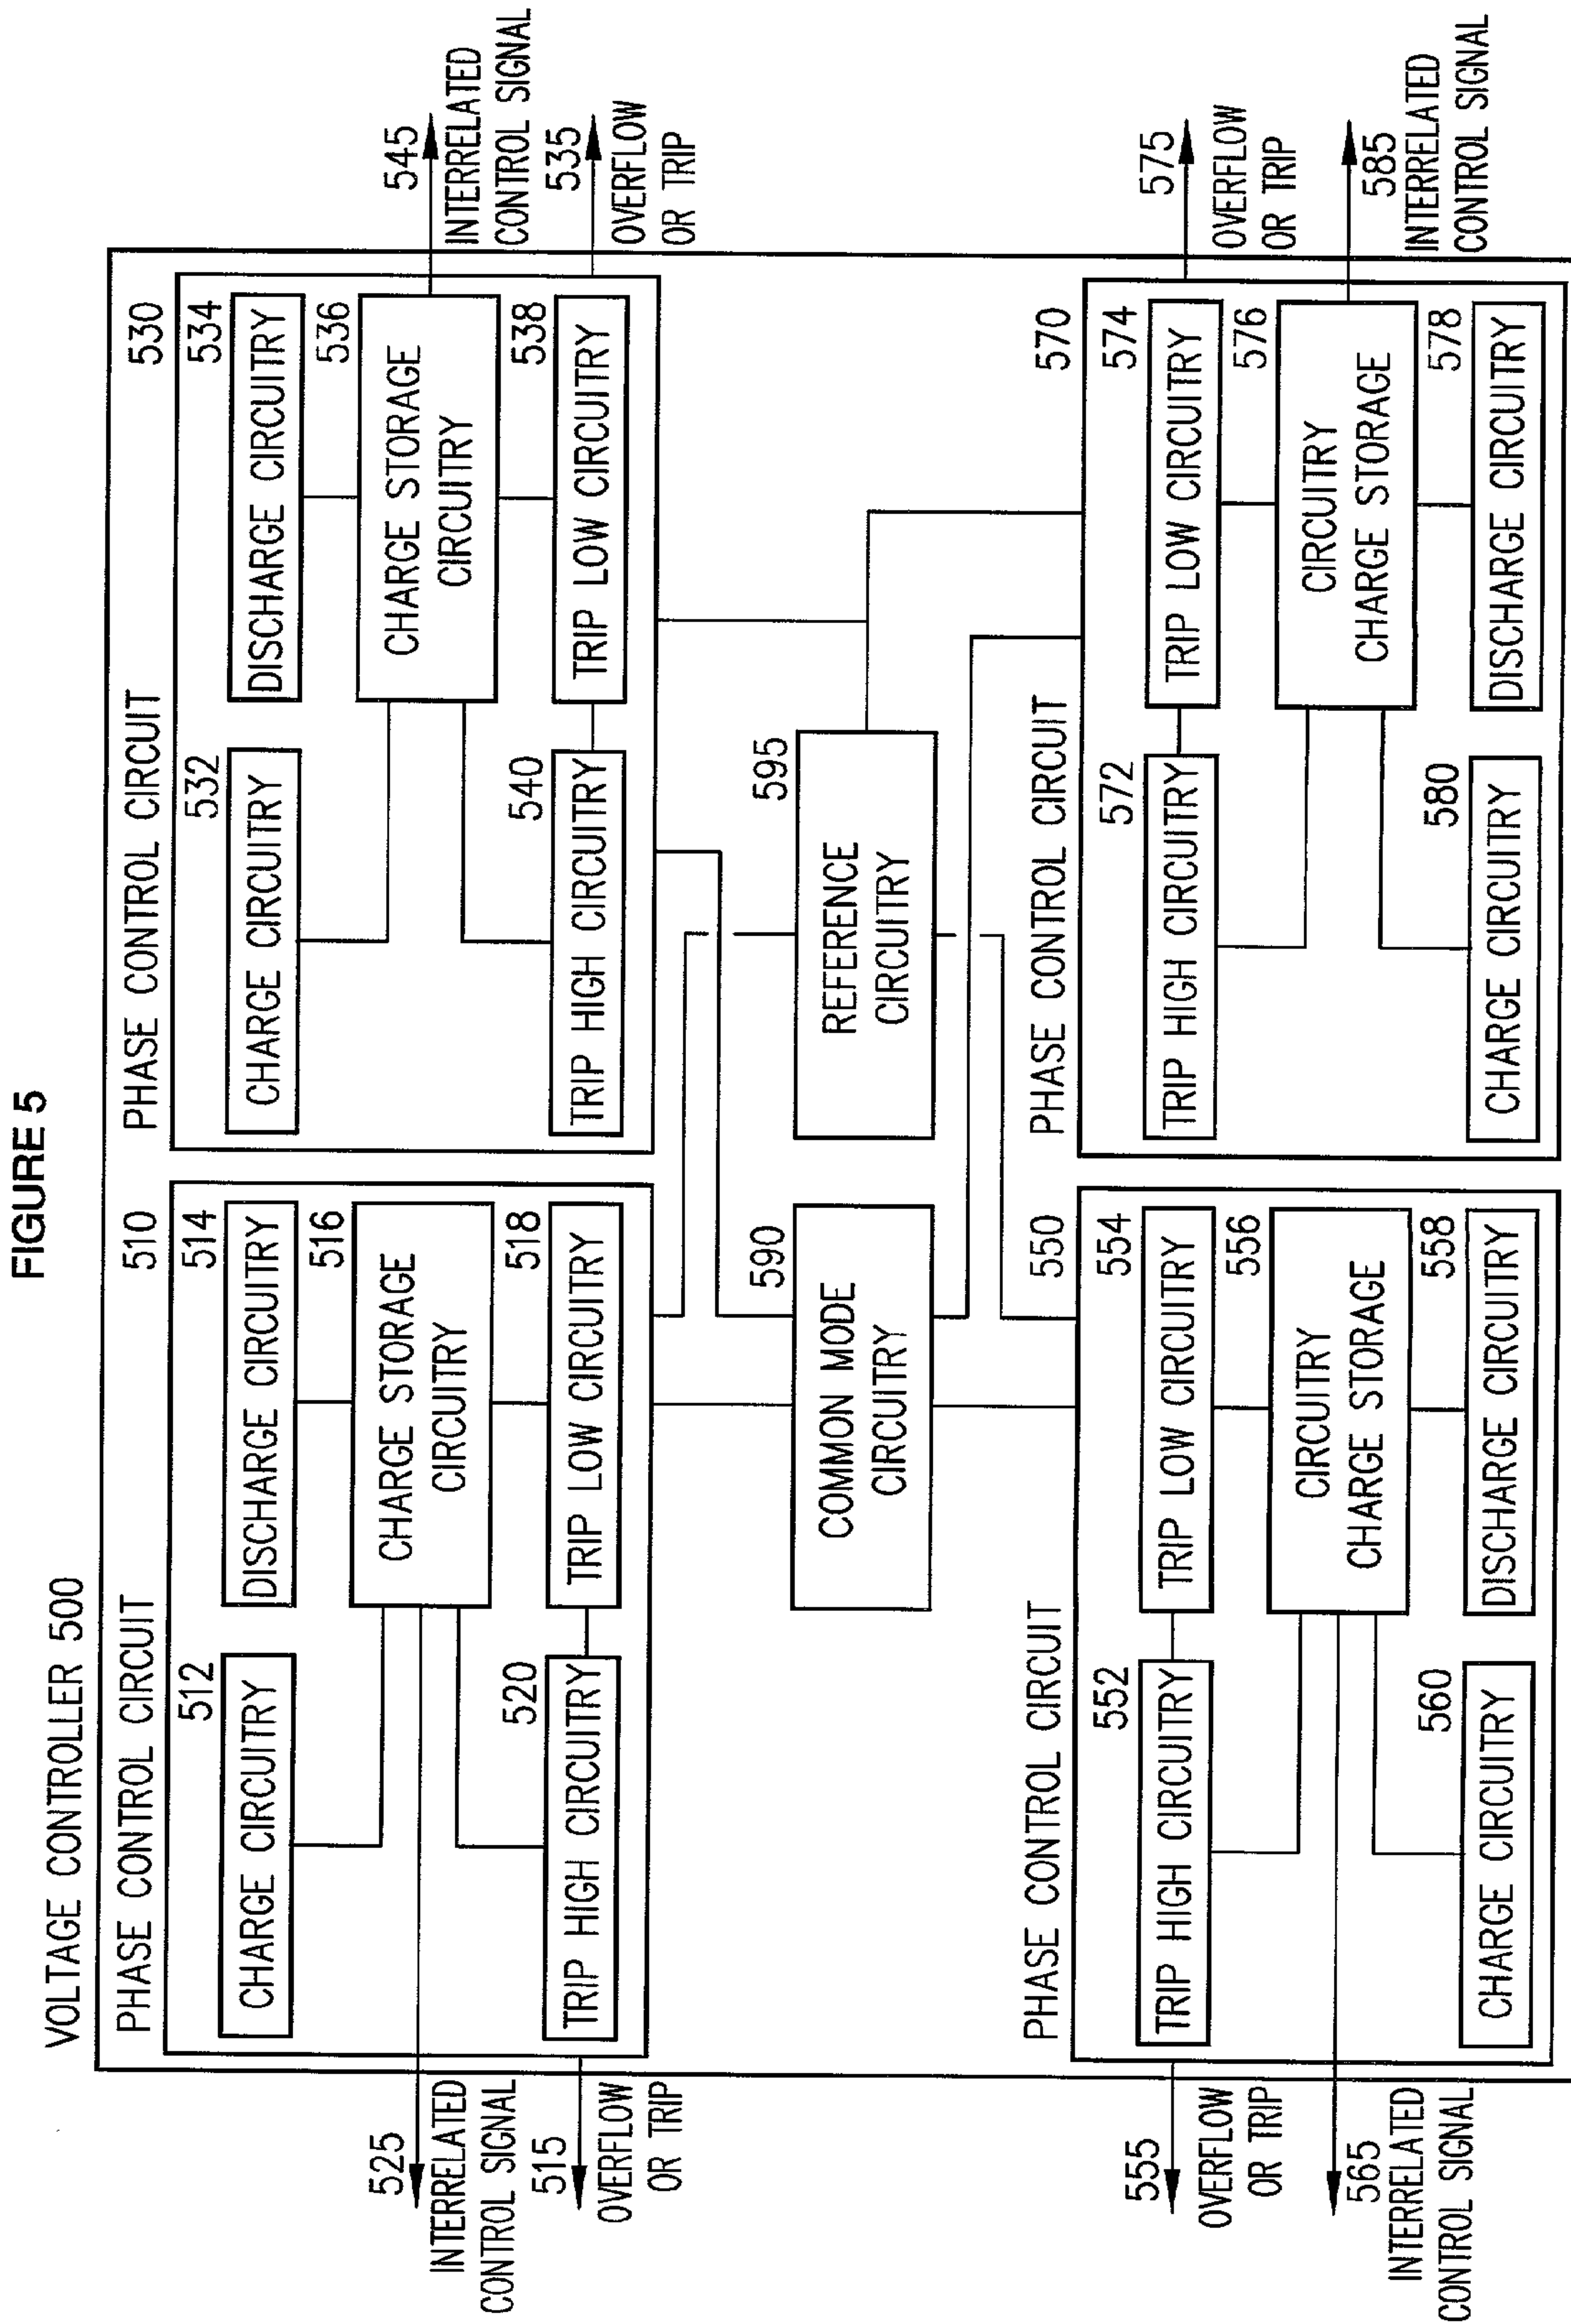 FIGURE 5
VOLTAGE CONTROLLER 500
PHASE CONTROL CIRCUIT
510
512
CHARGE CIRCUITRY
514
DISCHARGE CIRCUITRY
516
CHARGE STORAGE
CIRCUITRY
518
TRIP LOW CIRCUITRY
520
TRIP HIGH CIRCUITRY
525
INTERRELATED
CONTROL SIGNAL
515
OVERFLOW
OR TRIP
PHASE CONTROL CIRCUIT
530
532
CHARGE CIRCUITRY
534
DISCHARGE CIRCUITRY
536
CHARGE STORAGE
CIRCUITRY
538
TRIP LOW CIRCUITRY
540
TRIP HIGH CIRCUITRY
545
INTERRELATED
CONTROL SIGNAL
535
OVERFLOW
OR TRIP
590
COMMON MODE
CIRCUITRY
595
REFERENCE
CIRCUITRY
PHASE CONTROL CIRCUIT
550
552
TRIP HIGH CIRCUITRY
554
TRIP LOW CIRCUITRY
556
CIRCUITRY
CHARGE STORAGE
558
DISCHARGE CIRCUITRY
560
CHARGE CIRCUITRY
555
OVERFLOW
OR TRIP
565
INTERRELATED
CONTROL SIGNAL
PHASE CONTROL CIRCUIT
570
572
TRIP HIGH CIRCUITRY
574
TRIP LOW CIRCUITRY
576
CIRCUITRY
CHARGE STORAGE
578
DISCHARGE CIRCUITRY
580
CHARGE CIRCUITRY
575
OVERFLOW
OR TRIP
585
INTERRELATED
CONTROL SIGNAL